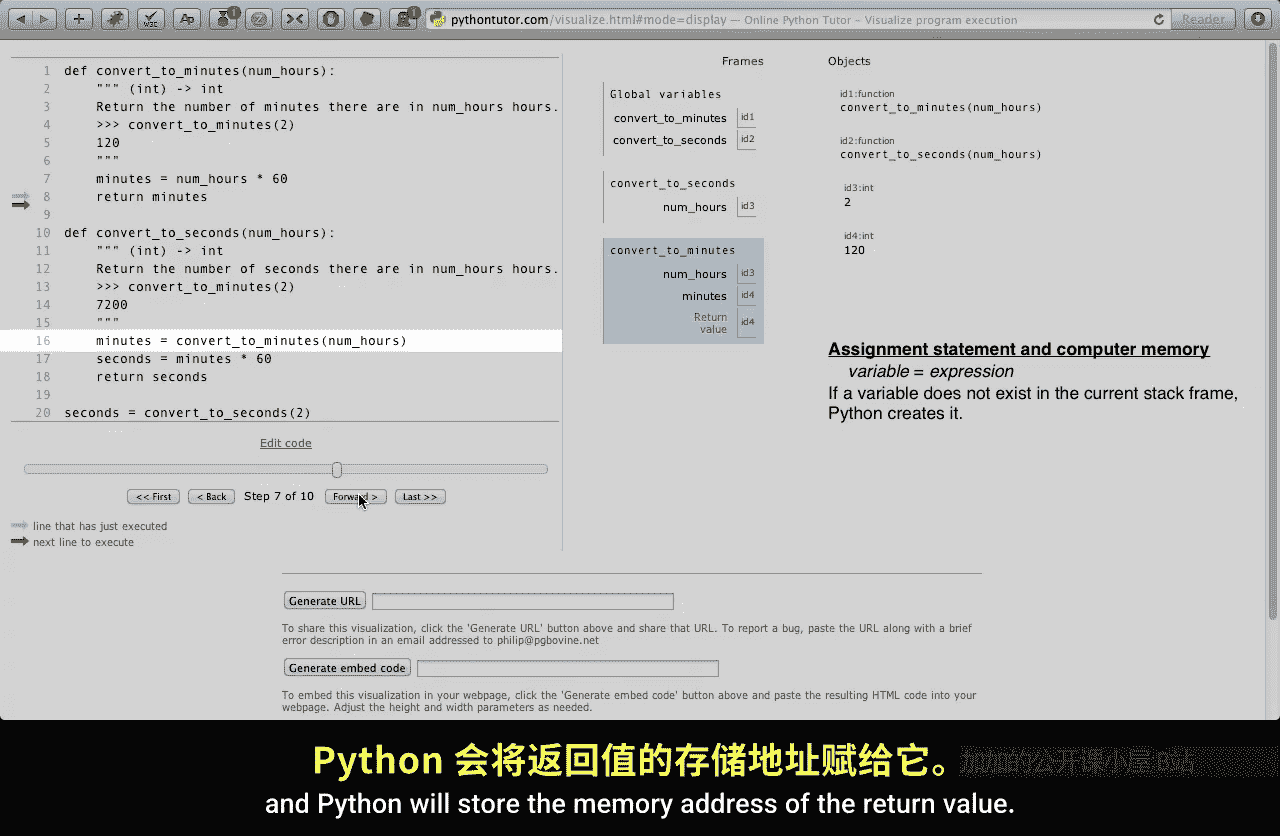 W3C
Ap
1
1
pythontutor.com/visualize.html#mode=display — Online Python Tutor – Visualize program execution
Reader
1 def convert_to_minutes(num_hours):
2 """ (int) -> int
3 Return the number of minutes there are in num_hours hours.
4 >>> convert_to_minutes(2)
5 120
6 """
7 minutes = num_hours * 60
8 return minutes
9
10 def convert_to_seconds(num_hours):
11 """ (int) -> int
12 Return the number of seconds there are in num_hours hours.
13 >>> convert_to_minutes(2)
14 7200
15 """
16 minutes = convert_to_minutes(num_hours)
17 seconds = minutes * 60
18 return seconds
19
20 seconds = convert_to_seconds(2)
Edit code
<< First
< Back
Step 7 of 10
Forward >
Last >>
line that has just executed
next line to execute
Frames
Objects
Global variables
convert_to_minutes id1
convert_to_seconds id2
convert_to_seconds
num_hours id3
convert_to_minutes
num_hours id3
minutes id4
Return
value id4
id1:function
convert_to_minutes(num_hours)
id2:function
convert_to_seconds(num_hours)
id3:int
2
id4:int
120
Assignment statement and computer memory
variable = expression
If a variable does not exist in the current stack frame,
Python creates it.
Generate URL
To share this visualization, click the 'Generate URL' button above and share that URL. To report a bug, paste the URL along with a brief
error description in an email addressed to philip@pgbovine.net
Generate embed code
To embed this visualization in your webpage, click the 'Generate embed code' button above and paste the resulting HTML code into your
webpage. Adjust the height and width parameters as needed.
Python 会将返回值的存储地址赋给它。
加加的公开课小屋 B站
and Python will store the memory address of the return value.